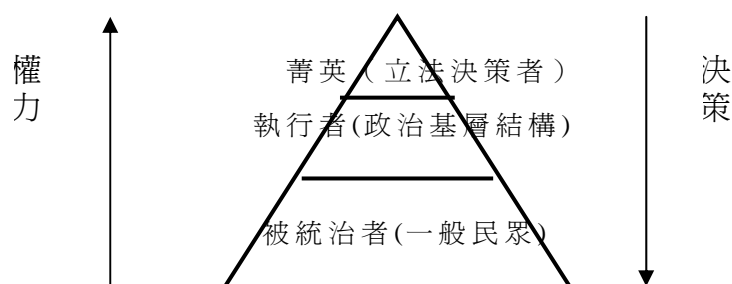 菁英（立法決策者）
權力
決策
執行者(政治基層結構)
被統治者(一般民眾)